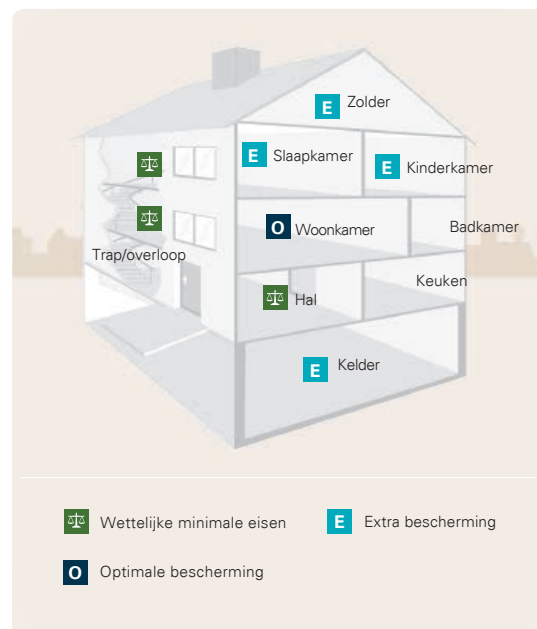 E Zolder
E Slaapkamer
E Kinderkamer
O Woonkamer
Badkamer
Trap/overloop
Keuken
Hal
E Kelder
Wettelijke minimale eisen
E Extra bescherming
O Optimale bescherming